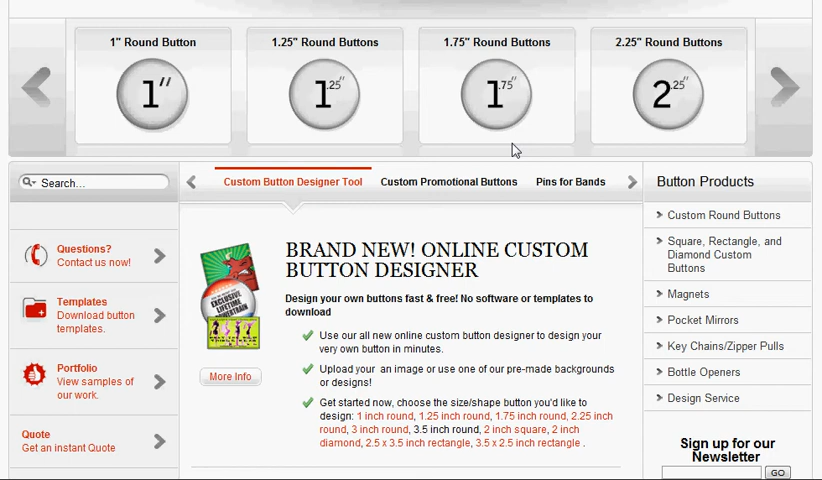 1" Round Button
1.25" Round Buttons
1.75" Round Buttons
2.25" Round Buttons
1"
1.25"
1.75"
2.25"
Search...
Questions?
Contact us now!
Templates
Download button
templates.
Portfolio
View samples of
our work.
Quote
Get an instant Quote
Custom Button Designer Tool
Custom Promotional Buttons
Pins for Bands
BRAND NEW! ONLINE CUSTOM
BUTTON DESIGNER
Design your own buttons fast & free! No software or templates to
download
Use our all new online custom button designer to design your
very own button in minutes.
Upload your an image or use one of our pre-made backgrounds
or designs!
Get started now, choose the size/shape button you'd like to
design: 1 inch round, 1.25 inch round, 1.75 inch round, 2.25 inch
round, 3 inch round, 3.5 inch round, 2 inch square, 2 inch
diamond, 2.5 x 3.5 inch rectangle, 3.5 x 2.5 inch rectangle .
EXCLUSIVE
LIFETIME
POWERTRAIN
More Info
Button Products
Custom Round Buttons
Square, Rectangle, and
Diamond Custom
Buttons
Magnets
Pocket Mirrors
Key Chains/Zipper Pulls
Bottle Openers
Design Service
Sign up for our
Newsletter
GO